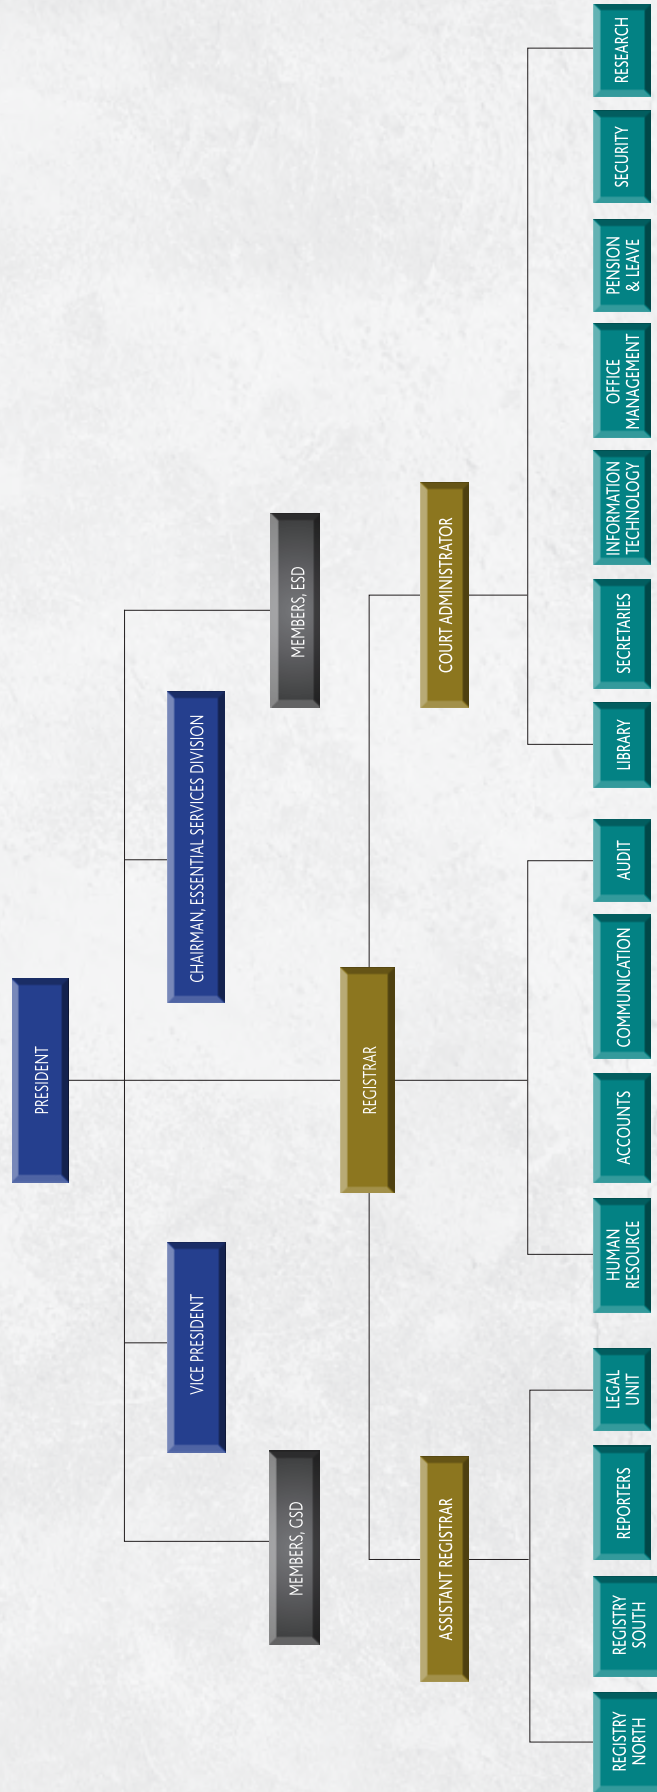 PRESIDENT
VICE PRESIDENT
CHAIRMAN, ESSENTIAL SERVICES DIVISION
MEMBERS, GSD
MEMBERS, ESD
REGISTRAR
ASSISTANT REGISTRAR
COURT ADMINISTRATOR
REGISTRY
NORTH
REGISTRY
SOUTH
REPORTERS
LEGAL
UNIT
HUMAN
RESOURCE
ACCOUNTS
COMMUNICATION
AUDIT
LIBRARY
SECRETARIES
INFORMATION
TECHNOLOGY
OFFICE
MANAGEMENT
PENSION
& LEAVE
SECURITY
RESEARCH